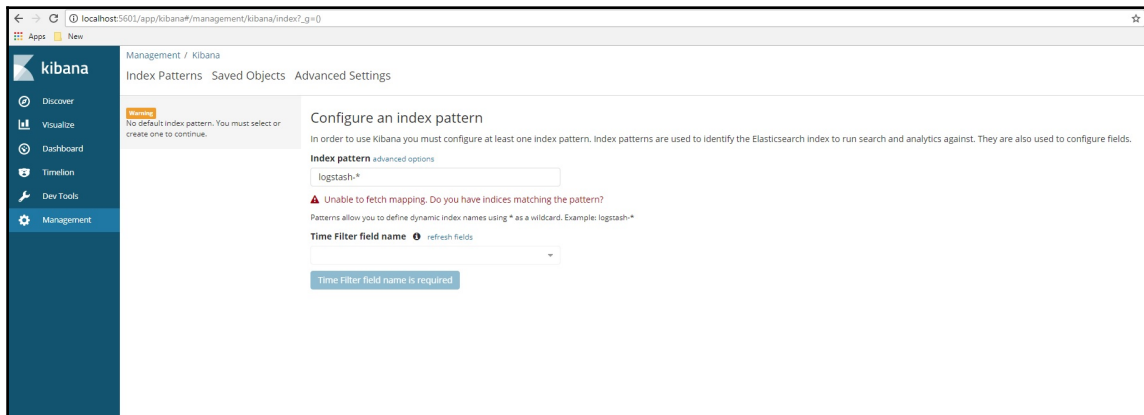 localhost:5601/app/kibana#/management/kibana/index?_g=()
Apps New
kibana
Discover
Visualize
Dashboard
Timelion
Dev Tools
Management
Management / Kibana
Index Patterns Saved Objects Advanced Settings
Warning
No default index pattern. You must select or
create one to continue.
Configure an index pattern
In order to use Kibana you must configure at least one index pattern. Index patterns are used to identify the Elasticsearch index to run search and analytics against. They are also used to configure fields.
Index pattern advanced options
logstash-*
Unable to fetch mapping. Do you have indices matching the pattern?
Patterns allow you to define dynamic index names using * as a wildcard. Example: logstash-*
Time Filter field name refresh fields
Time Filter field name is required